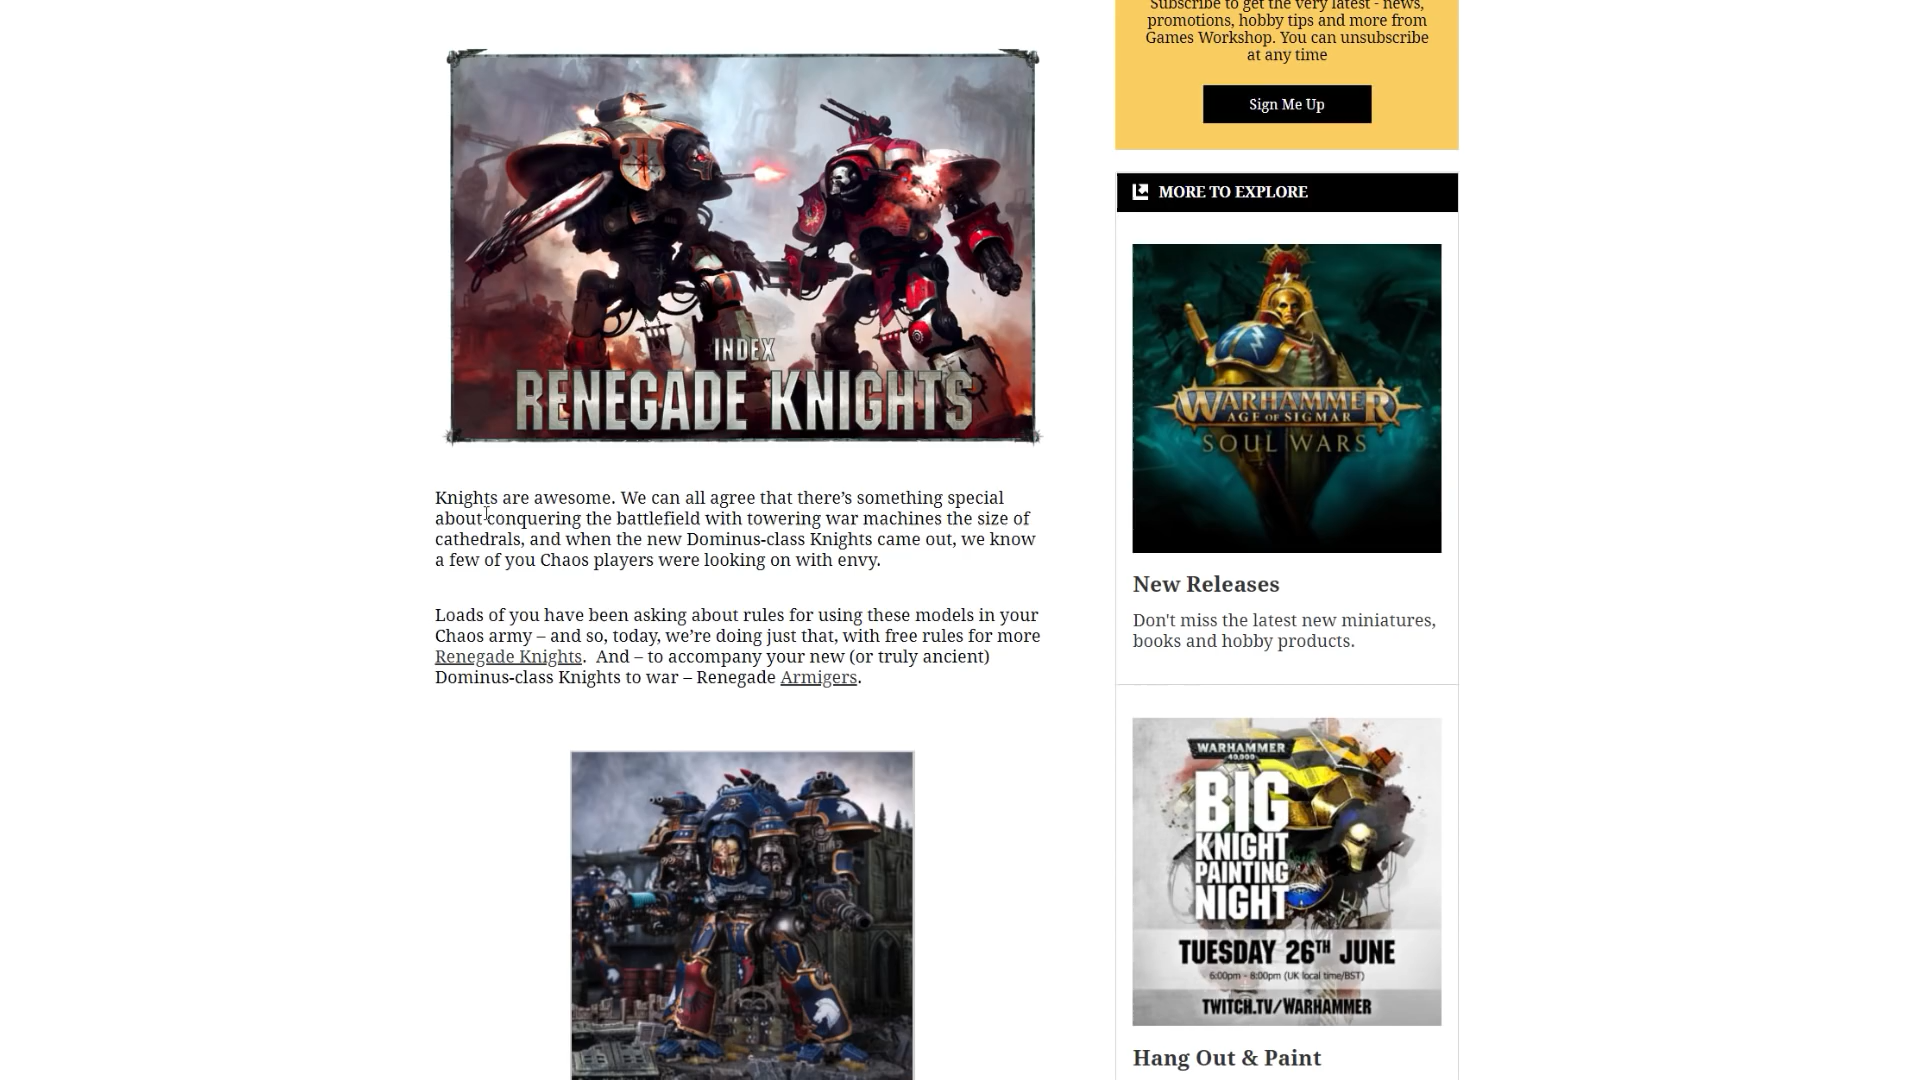 Subscribe to get the very latest - news,
promotions, hobby tips and more from
Games Workshop. You can unsubscribe
at any time
Sign Me Up
MORE TO EXPLORE
INDEX
RENEGADE KNIGHTS
Knights are awesome. We can all agree that there’s something special
about conquering the battlefield with towering war machines the size of
cathedrals, and when the new Dominus-class Knights came out, we know
a few of you Chaos players were looking on with envy.
Loads of you have been asking about rules for using these models in your
Chaos army – and so, today, we’re doing just that, with free rules for more
Renegade Knights.  And – to accompany your new (or truly ancient)
Dominus-class Knights to war – Renegade Armigers.
WARHAMMER
AGE OF SIGMAR
SOUL WARS
New Releases
Don't miss the latest new miniatures,
books and hobby products.
WARHAMMER
40,000
BIG
KNIGHT
PAINTING
NIGHT
TUESDAY 26TH JUNE
6:00pm - 8:00pm (UK local time/BST)
TWITCH.TV/WARHAMMER
Hang Out & Paint